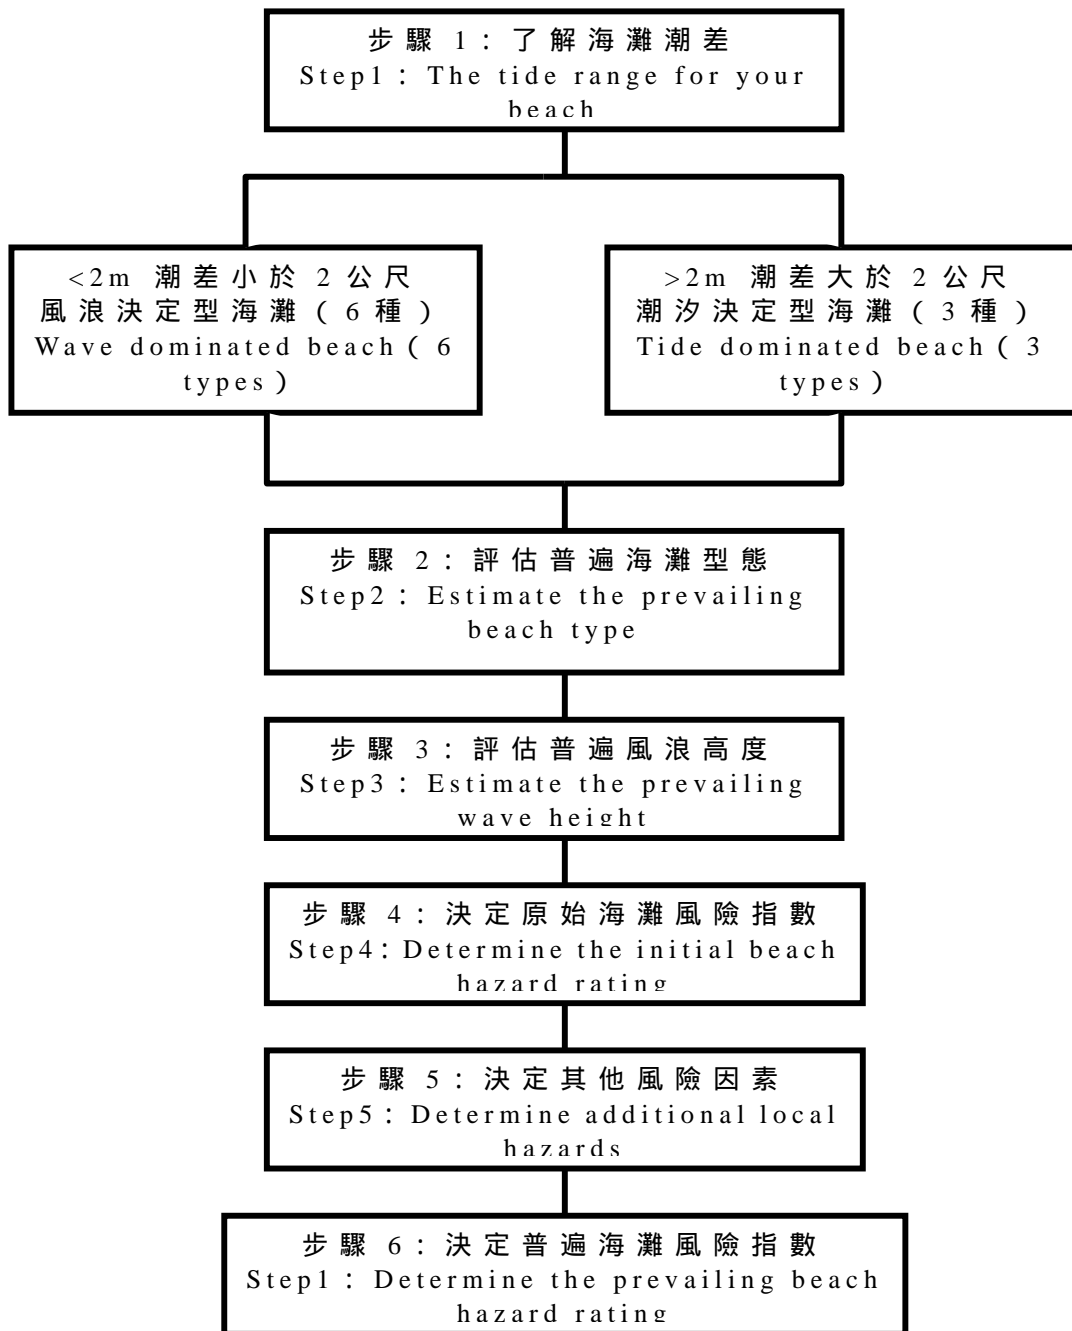 步驟 1：了解海灘潮差
Step1：The tide range for your
beach
<2m 潮差小於 2 公尺
風浪決定型海灘（6 種）
Wave dominated beach（6
types）
>2m 潮差大於 2 公尺
潮汐決定型海灘（3 種）
Tide dominated beach（3
types）
步驟 2：評估普遍海灘型態
Step2：Estimate the prevailing
beach type
步驟 3：評估普遍風浪高度
Step3：Estimate the prevailing
wave height
步驟 4：決定原始海灘風險指數
Step4：Determine the initial beach
hazard rating
步驟 5：決定其他風險因素
Step5：Determine additional local
hazards
步驟 6：決定普遍海灘風險指數
Step1：Determine the prevailing beach
hazard rating